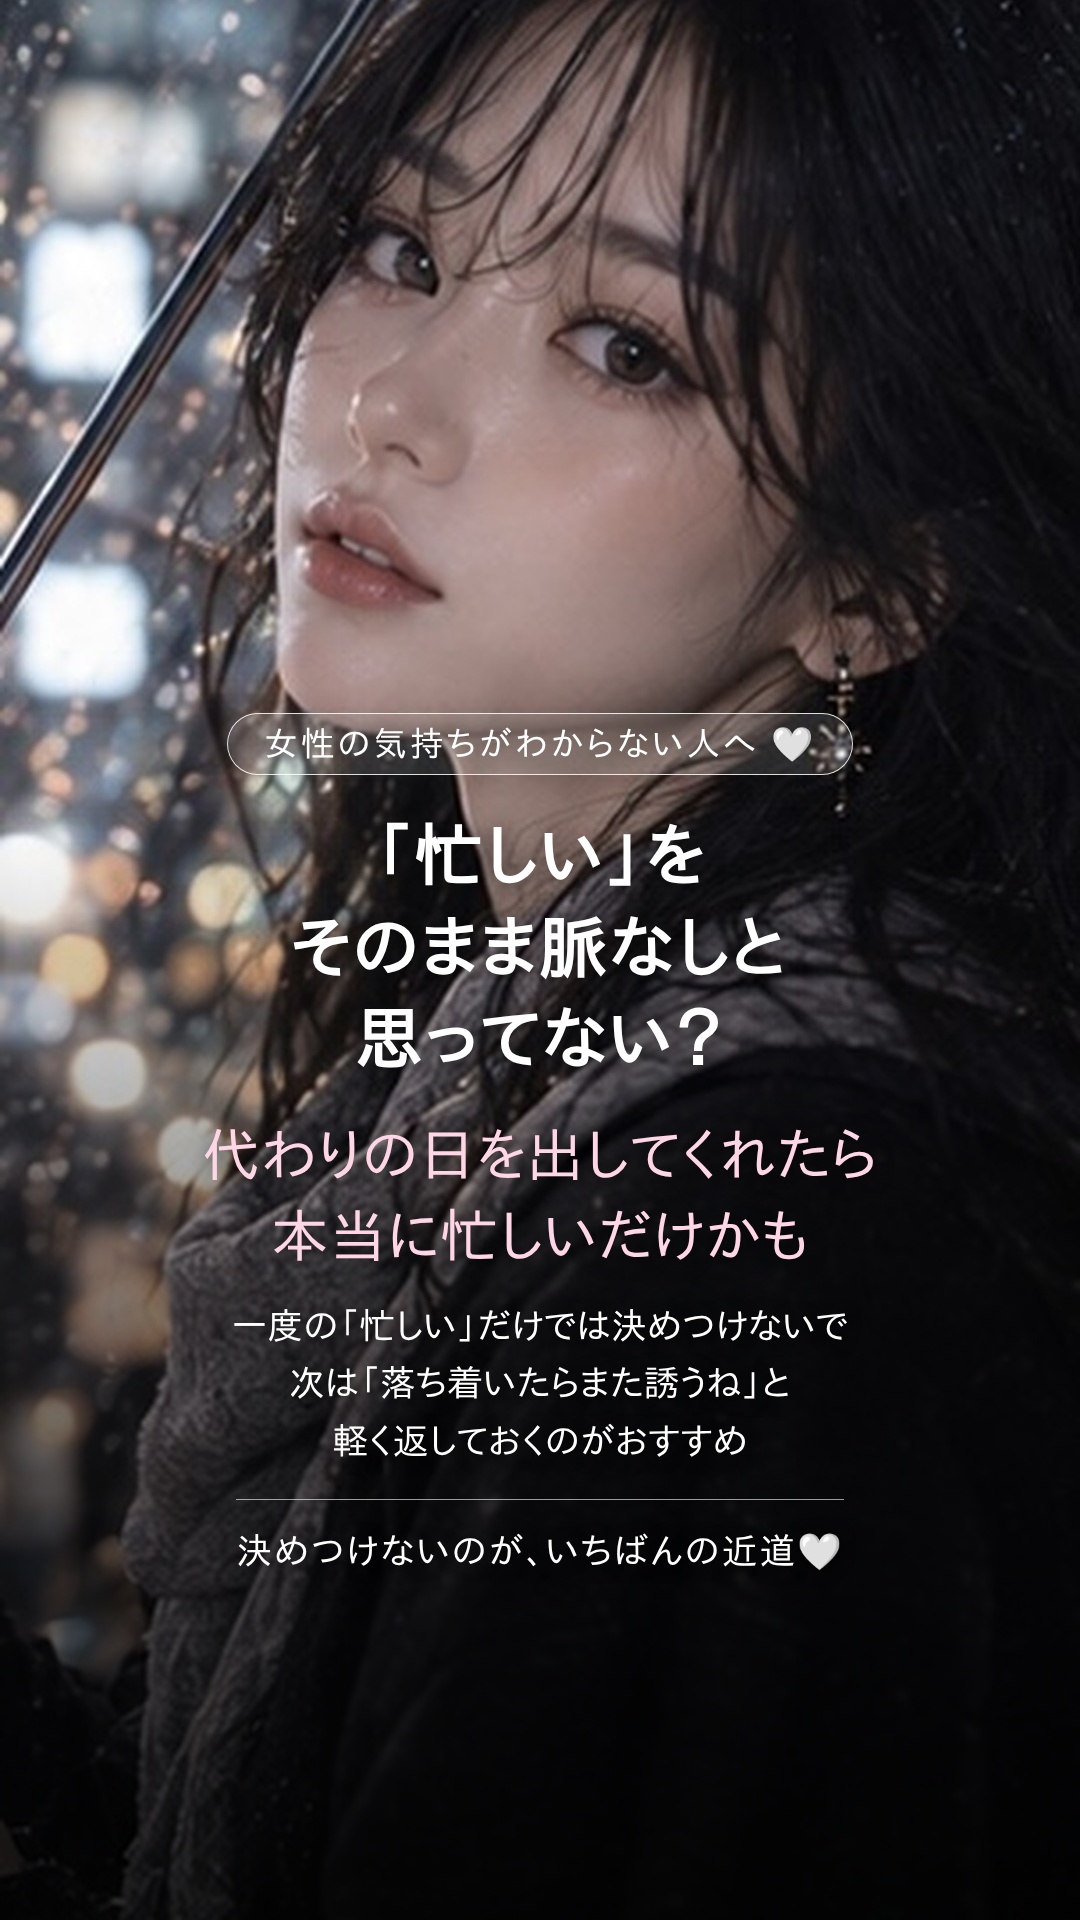 女性の気持ちがわからない人へ 🤍
「忙しい」を
そのまま脈なしと
思ってない？
代わりの日を出してくれたら
本当に忙しいだけかも
一度の「忙しい」だけでは決めつけないで
次は「落ち着いたらまた誘うね」と
軽く返しておくのがおすすめ
決めつけないのが、いちばんの近道🤍